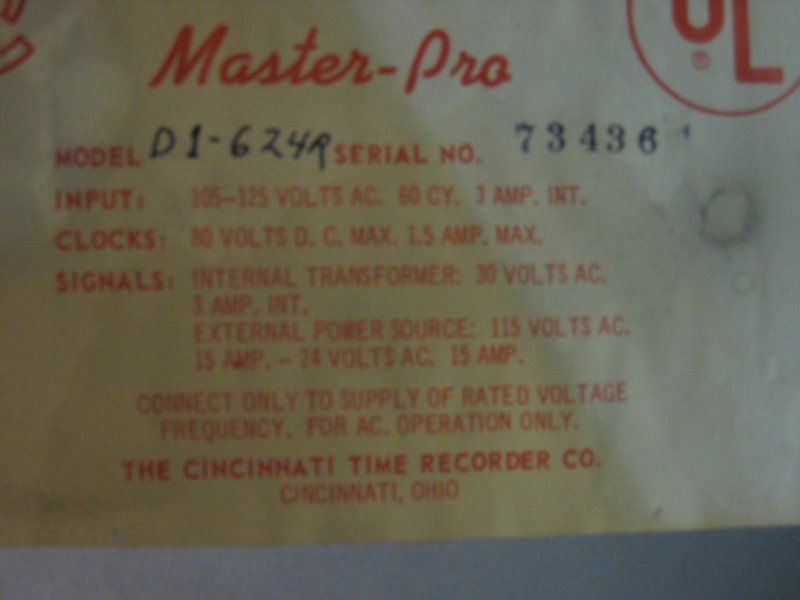 Master-Pro
UL
®
MODEL D1-624R SERIAL NO. 73436
INPUT: 105-125 VOLTS AC. 60 CY. 3 AMP. INT.
CLOCKS: 80 VOLTS D. C. MAX. 1.5 AMP. MAX.
SIGNALS: INTERNAL TRANSFORMER: 30 VOLTS AC.
3 AMP. INT.
EXTERNAL POWER SOURCE: 115 VOLTS AC.
15 AMP. - 24 VOLTS AC. 15 AMP.
CONNECT ONLY TO SUPPLY OF RATED VOLTAGE
FREQUENCY. FOR AC. OPERATION ONLY.
THE CINCINNATI TIME RECORDER CO.
CINCINNATI, OHIO